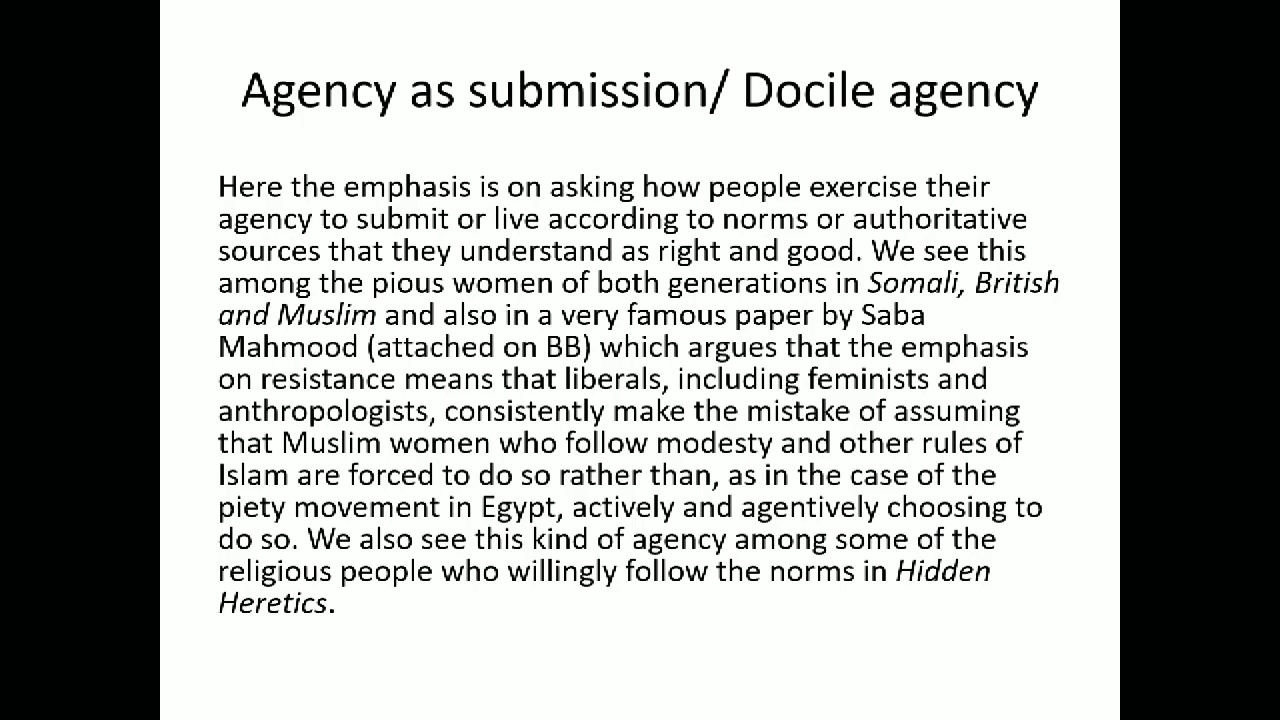 Agency as submission/ Docile agency
Here the emphasis is on asking how people exercise their
agency to submit or live according to norms or authoritative
sources that they understand as right and good. We see this
among the pious women of both generations in Somali, British
and Muslim and also in a very famous paper by Saba
Mahmood (attached on BB) which argues that the emphasis
on resistance means that liberals, including feminists and
anthropologists, consistently make the mistake of assuming
that Muslim women who follow modesty and other rules of
Islam are forced to do so rather than, as in the case of the
piety movement in Egypt, actively and agentively choosing to
do so. We also see this kind of agency among some of the
religious people who willingly follow the norms in Hidden
Heretics.